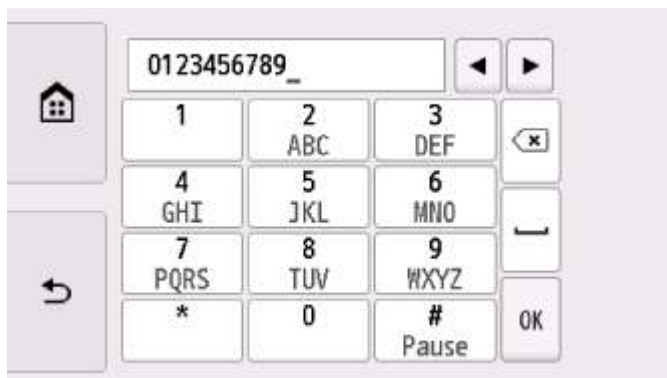 0123456789_
1 2 3
ABC DEF
4 5 6
GHI JKL MNO
7 8 9
PQRS TUV WXYZ
* 0 #
Pause
OK